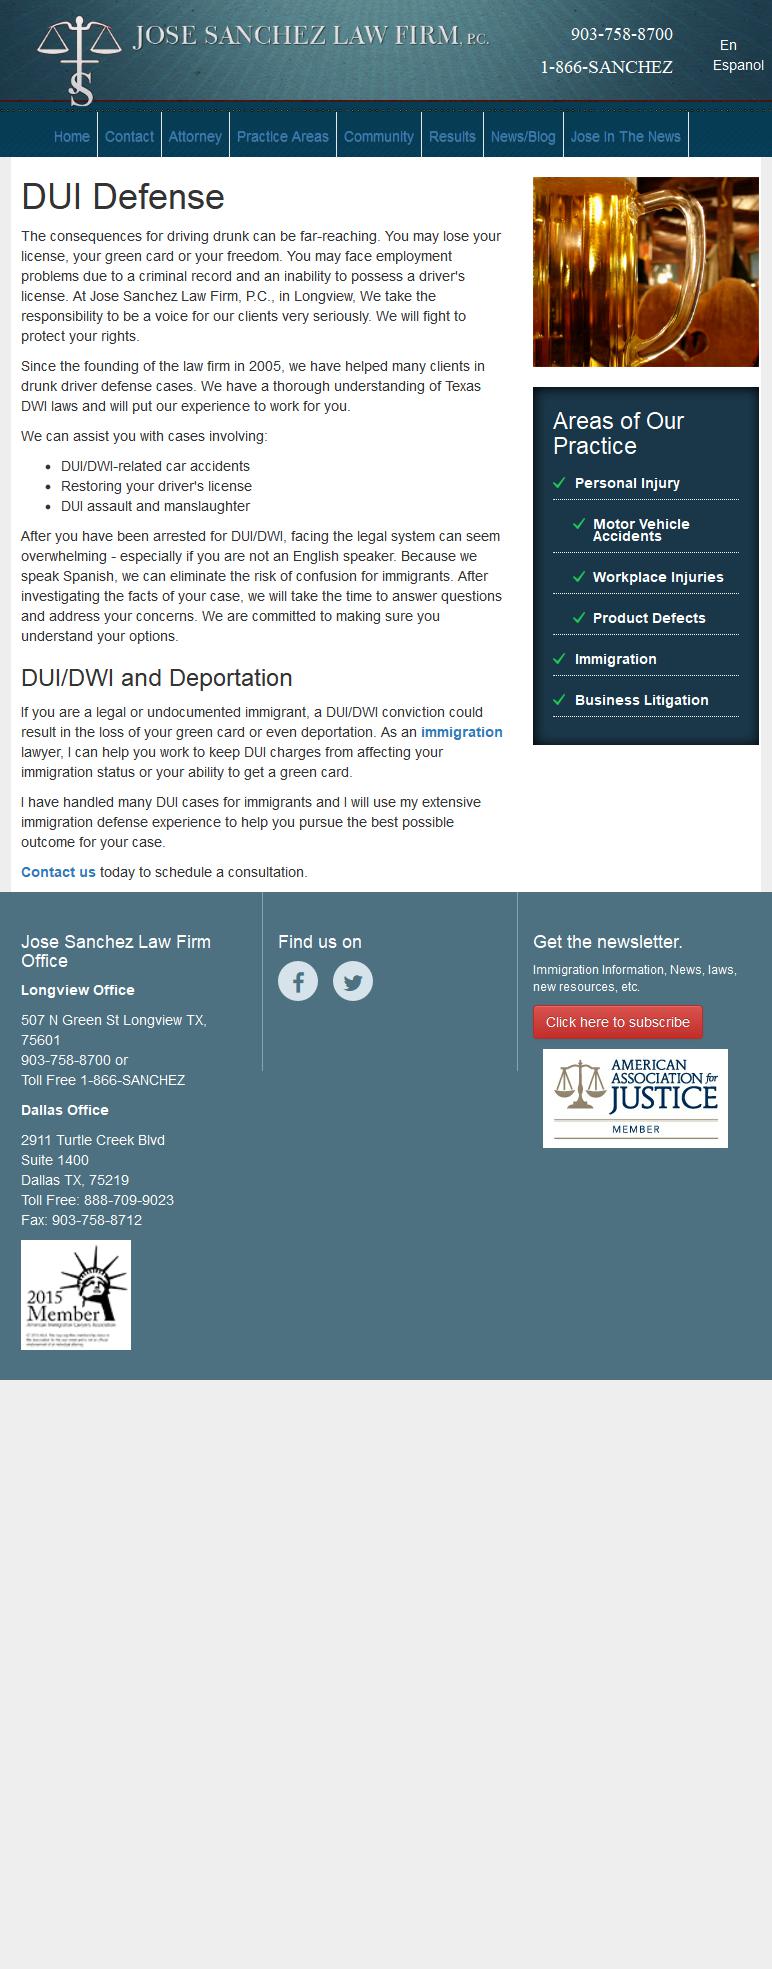 JOSE SANCHEZ LAW FIRM, P.C.
JS
903-758-8700
1-866-SANCHEZ
En
Espanol
Home
Contact
Attorney
Practice Areas
Community
Results
News/Blog
Jose In The News
DUI Defense
The consequences for driving drunk can be far-reaching. You may lose your
license, your green card or your freedom. You may face employment
problems due to a criminal record and an inability to possess a driver's
license. At Jose Sanchez Law Firm, P.C., in Longview, We take the
responsibility to be a voice for our clients very seriously. We will fight to
protect your rights.
Since the founding of the law firm in 2005, we have helped many clients in
drunk driver defense cases. We have a thorough understanding of Texas
DWI laws and will put our experience to work for you.
We can assist you with cases involving:
DUI/DWI-related car accidents
Restoring your driver's license
DUI assault and manslaughter
After you have been arrested for DUI/DWI, facing the legal system can seem
overwhelming - especially if you are not an English speaker. Because we
speak Spanish, we can eliminate the risk of confusion for immigrants. After
investigating the facts of your case, we will take the time to answer questions
and address your concerns. We are committed to making sure you
understand your options.
DUI/DWI and Deportation
If you are a legal or undocumented immigrant, a DUI/DWI conviction could
result in the loss of your green card or even deportation. As an immigration
lawyer, I can help you work to keep DUI charges from affecting your
immigration status or your ability to get a green card.
I have handled many DUI cases for immigrants and I will use my extensive
immigration defense experience to help you pursue the best possible
outcome for your case.
Contact us today to schedule a consultation.
Areas of Our
Practice
Personal Injury
Motor Vehicle
Accidents
Workplace Injuries
Product Defects
Immigration
Business Litigation
Jose Sanchez Law Firm
Office
Longview Office
507 N Green St Longview TX,
75601
903-758-8700 or
Toll Free 1-866-SANCHEZ
Dallas Office
2911 Turtle Creek Blvd
Suite 1400
Dallas TX, 75219
Toll Free: 888-709-9023
Fax: 903-758-8712
2015
Member
American Immigration Lawyers Association
Find us on
Get the newsletter.
Immigration Information, News, laws,
new resources, etc.
Click here to subscribe
AMERICAN
ASSOCIATION for
JUSTICE
MEMBER